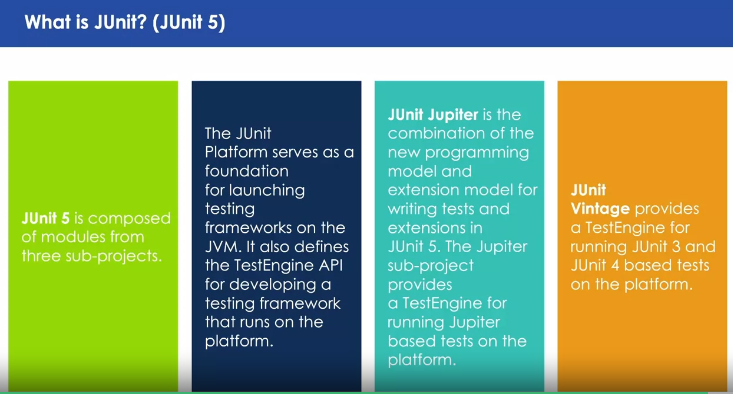 What is JUnit? (JUnit 5)
JUnit 5 is composed
of modules from
three sub-projects.
The JUnit
Platform serves as a
foundation
for launching
testing
frameworks on the
JVM. It also defines
the TestEngine API
for developing a
testing framework
that runs on the
platform.
JUnit Jupiter is the
combination of the
new programming
model and
extension model for
writing tests and
extensions in
JUnit 5. The Jupiter
sub-project
provides
a TestEngine for
running Jupiter
based tests on the
platform.
JUnit
Vintage provides
a TestEngine for
running JUnit 3 and
JUnit 4 based tests
on the platform.